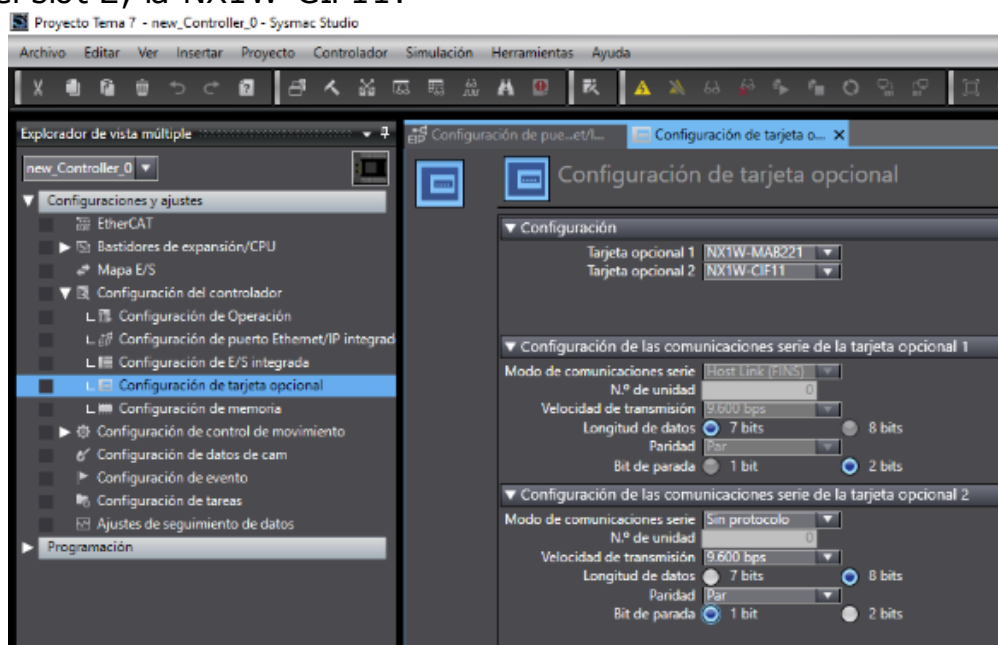 el slot 2, la NX1W-CIF11.
Proyecto Tema 7 - new_Controller_0 - Sysmac Studio
Archivo Editar Ver Insertar Proyecto Controlador Simulación Herramientas Ayuda
Explorador de vista múltiple
Configuración de pue...et/I...
Configuración de tarjeta o...
new_Controller_0
Configuración de tarjeta opcional
Configuraciones y ajustes
EtherCAT
Bastidores de expansión/CPU
Mapa E/S
Configuración del controlador
Configuración de Operación
Configuración de puerto Ethernet/IP integrad
Configuración de E/S integrada
Configuración de tarjeta opcional
Configuración de memoria
Configuración de control de movimiento
Configuración de datos de cam
Configuración de evento
Configuración de tareas
Ajustes de seguimiento de datos
Programación
Configuración
Tarjeta opcional 1 NX1W-MAB221
Tarjeta opcional 2 NX1W-CIF11
Configuración de las comunicaciones serie de la tarjeta opcional 1
Modo de comunicaciones serie Host Link (FINS)
N.º de unidad 0
Velocidad de transmisión 9.600 bps
Longitud de datos 7 bits 8 bits
Paridad Par
Bit de parada 1 bit 2 bits
Configuración de las comunicaciones serie de la tarjeta opcional 2
Modo de comunicaciones serie Sin protocolo
N.º de unidad 0
Velocidad de transmisión 9.600 bps
Longitud de datos 7 bits 8 bits
Paridad Par
Bit de parada 1 bit 2 bits